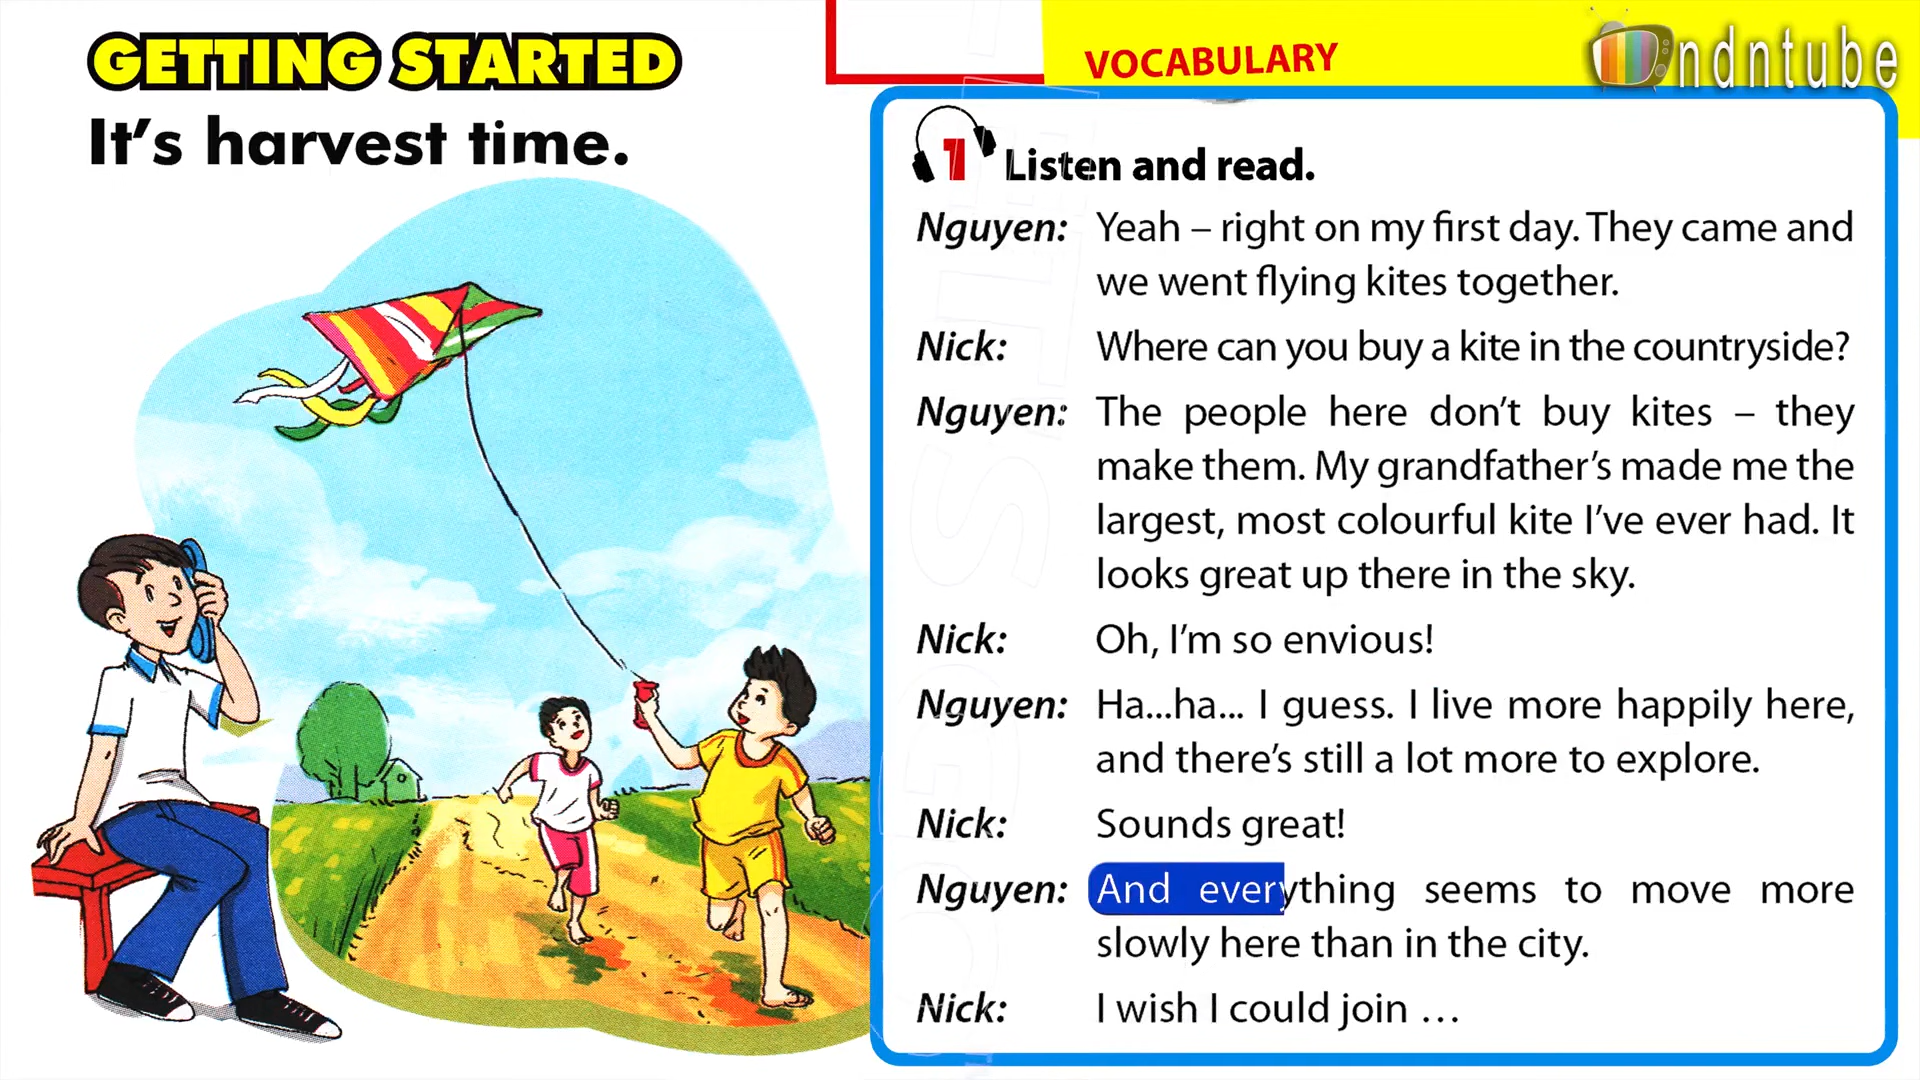 GETTING STARTED
It's harvest time.
VOCABULARY
ndntube
1 Listen and read.
Nguyen: Yeah – right on my first day. They came and
we went flying kites together.
Nick: Where can you buy a kite in the countryside?
Nguyen: The people here don't buy kites – they
make them. My grandfather's made me the
largest, most colourful kite I've ever had. It
looks great up there in the sky.
Nick: Oh, I'm so envious!
Nguyen: Ha...ha... I guess. I live more happily here,
and there's still a lot more to explore.
Nick: Sounds great!
Nguyen: And everything seems to move more
slowly here than in the city.
Nick: I wish I could join …